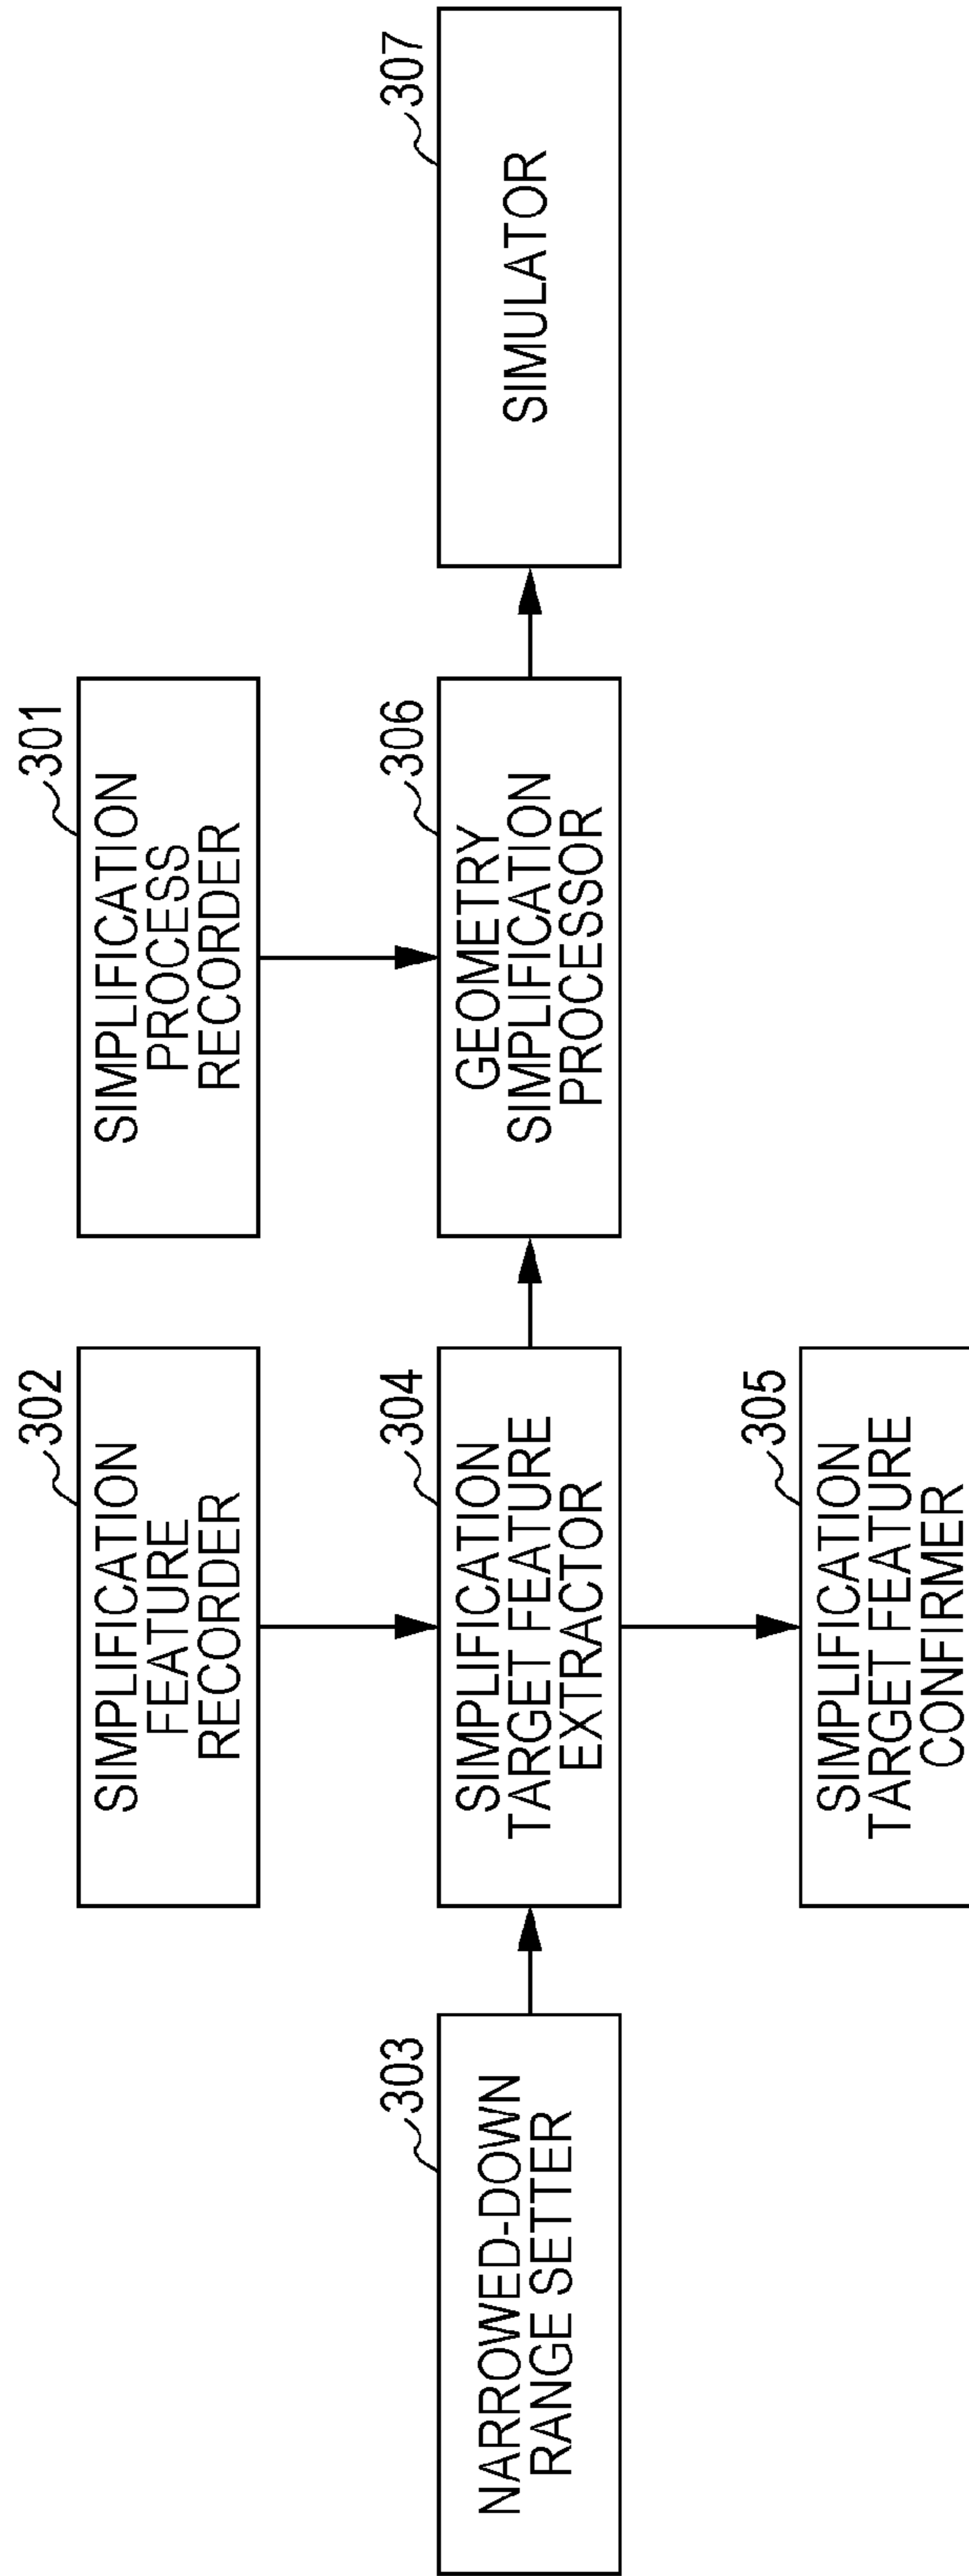 302
SIMPLIFICATION
FEATURE
RECORDER
301
SIMPLIFICATION
PROCESS
RECORDER
303
NARROWED-DOWN
RANGE SETTER
304
SIMPLIFICATION
TARGET FEATURE
EXTRACTOR
306
GEOMETRY
SIMPLIFICATION
PROCESSOR
307
SIMULATOR
305
SIMPLIFICATION
TARGET FEATURE
CONFIRMER